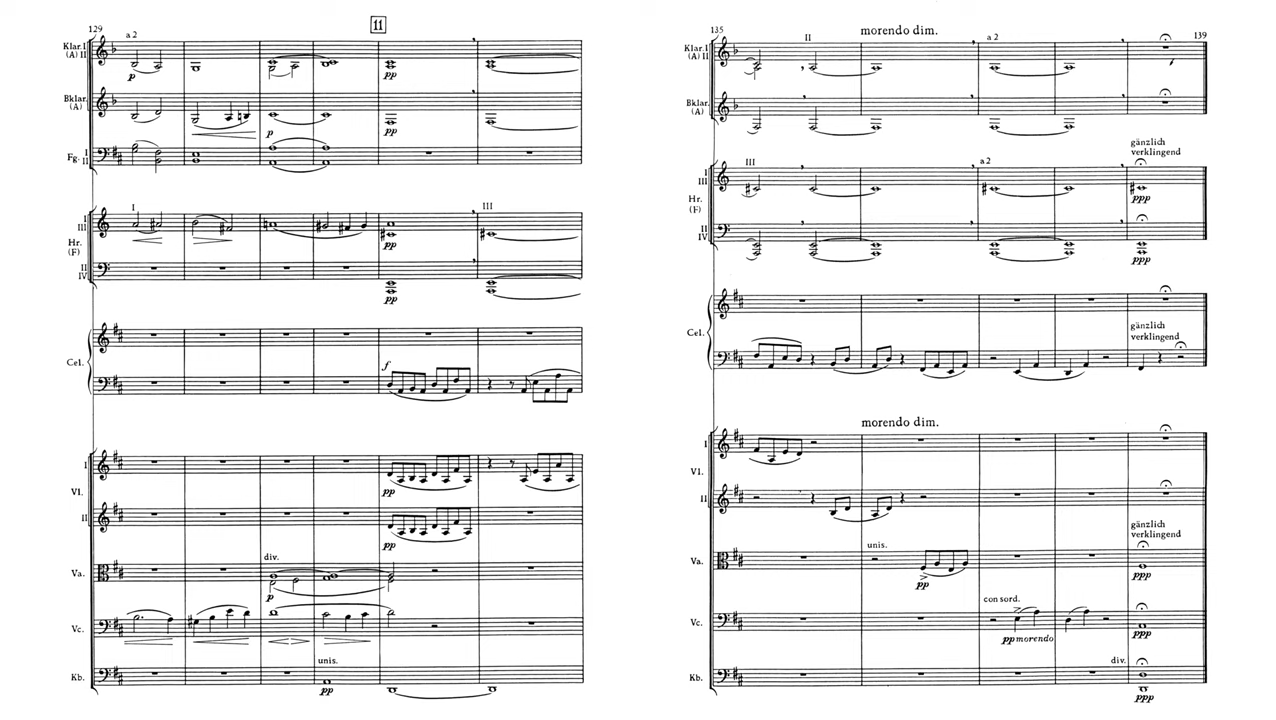 129
11
a 2
Klar. I
(A) II
p
pp
Bklar.
(A)
p
pp
Fg. I
II
I
III
I
III
Hr.
(F)
pp
II
IV
pp
Cel.
f
I
Vl.
pp
II
pp
div.
Va.
p
Vc.
unis.
Kb.
pp
135
II
morendo dim.
a 2
139
Klar. I
(A) II
Bklar.
(A)
gänzlich
verklingend
III
a 2
I
III
Hr.
(F)
ppp
II
IV
ppp
Cel.
gänzlich
verklingend
morendo dim.
I
Vl.
II
gänzlich
verklingend
unis.
Va.
pp
ppp
con sord.
Vc.
pp morendo
ppp
div.
Kb.
ppp